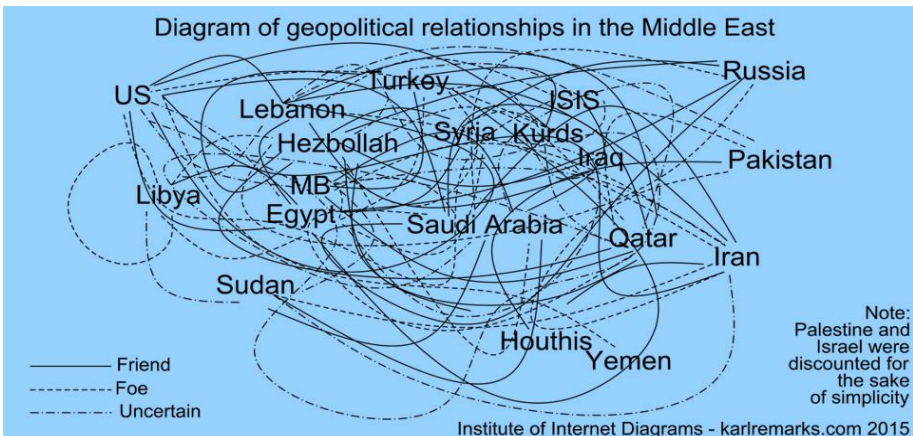 Diagram of geopolitical relationships in the Middle East
US
Turkey
Russia
Lebanon
ISIS
Hezbollah
Syria
Kurds
Iraq
Pakistan
Libya
MB
Egypt
Saudi Arabia
Qatar
Iran
Sudan
Houthis
Yemen
Note:
Palestine and
Israel were
discounted for
the sake
of simplicity
Friend
Foe
Uncertain
Institute of Internet Diagrams - karlremarks.com 2015